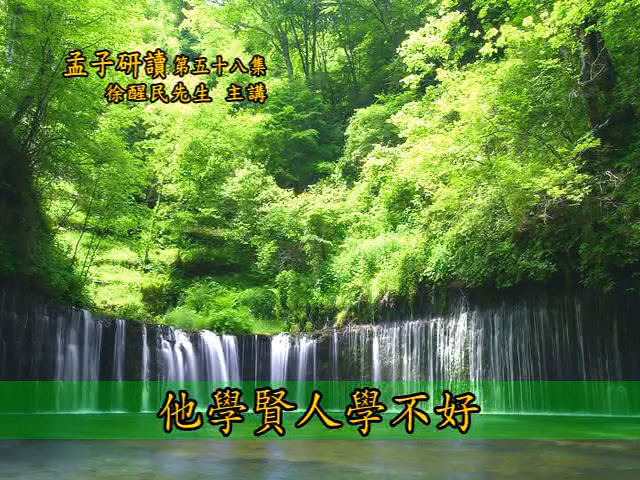 孟子研讀 第五十八集
徐醒民先生 主講
他學賢人學不好